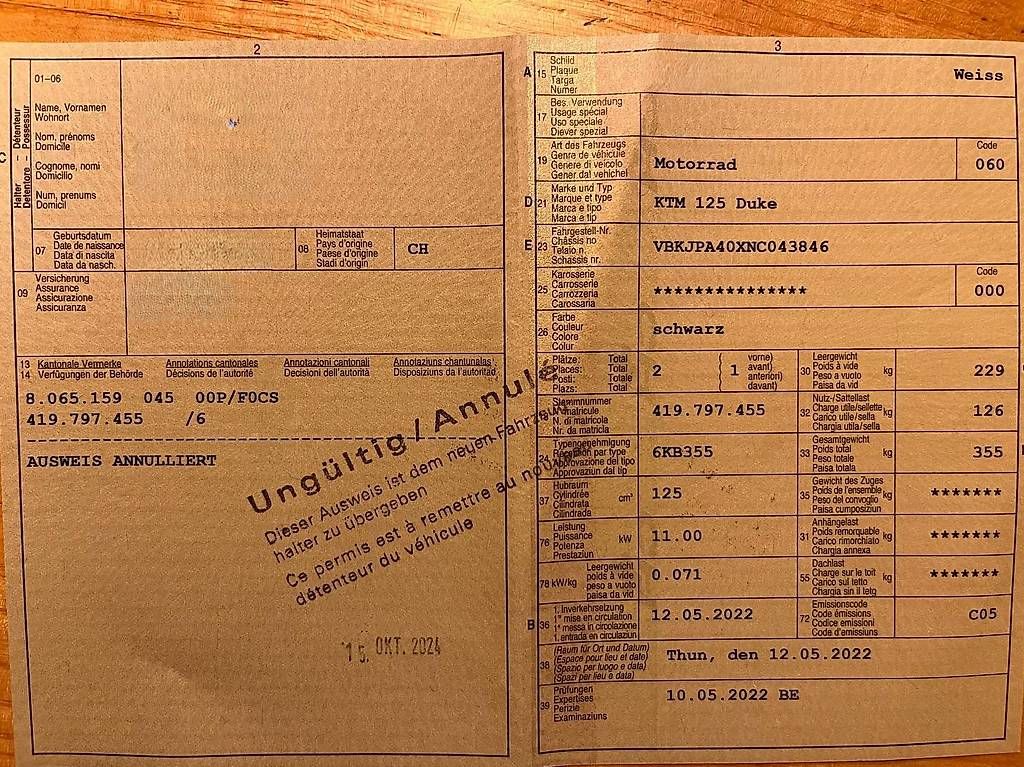 2
01–06
Halter – Détenteur
Detentore – Possessur
Name, Vornamen
Wohnort
Nom, prénoms
Domicile
Cognome, nomi
Domicilio
Num, prenums
Domicil
C
07
Geburtsdatum
Date de naissance
Data di nascita
Data da nasch.
08
Heimatstaat
Pays d'origine
Paese d'origine
Stadi d'origin
CH
09
Versicherung
Assurance
Assicurazione
Assicuranza
13 Kantonale Vermerke Annotations cantonales Annotazioni cantonali Annotaziuns chantunalas
14 Verfügungen der Behörde Décisions de l'autorité Decisioni dell'autorità Disposiziuns da l'autoritad
8.065.159 045 00P/F0CS
419.797.455 /6
AUSWEIS ANNULLIERT
Ungültig / Annulé
Dieser Ausweis ist dem neuen Fahrzeug-
halter zu übergeben
Ce permis est à remettre au nouveau
détenteur du véhicule
15. OKT. 2024
3
A 15
Schild
Plaque
Targa
Numer
Weiss
17
Bes. Verwendung
Usage spécial
Uso speciale
Diever spezial
19
Art des Fahrzeugs
Genre de véhicule
Genere di veicolo
Gener.dal vehichel
Motorrad
Code
060
D 21
Marke und Typ
Marque et type
Marca e tipo
Marca e tip
KTM 125 Duke
E 23
Fahrgestell-Nr.
Châssis no
Telaio n.
Schassis nr.
VBKJPA40XNC043846
25
Karosserie
Carrosserie
Carrozzeria
Carossaria
***************
Code
000
26
Farbe
Couleur
Colore
Colur
schwarz
Plätze: Total
Places: Total
Posti: Totale
Plazs: Total
2
( vorne)
( 1 avant)
( anteriori)
( davant)
30
Leergewicht
Poids à vide
Peso a vuoto
Paisa da vid
kg
229
Stammnummer
N° matricule
N. di matricola
Nr. da matricla
419.797.455
32
Nutz-/Sattellast
Charge utile/sellette
Carico utile/sella
Chargia utila/sella
kg
126
24
Typengenehmigung
Réception par type
Approvazione del tipo
Approvaziun dal tip
6KB355
33
Gesamtgewicht
Poids total
Peso totale
Paisa totala
kg
355
37
Hubraum
Cylindrée
Cilindrata
Cilindrada
cm³
125
35
Gewicht des Zuges
Poids de l'ensemble
Peso del convoglio
Paisa cumposiziun
kg
*******
76
Leistung
Puissance
Potenza
Prestaziun
kW
11.00
31
Anhängelast
Poids remorquable
Carico rimorchiato
Chargia annexa
kg
*******
78 kW/kg
Leergewicht
poids à vide
peso a vuoto
paisa da vid
0.071
55
Dachlast
Charge sur le toit
Carico sul tetto
Chargia sin il tetg
kg
*******
B 36
1. Inverkehrsetzung
1re mise en circulation
1a messa in circolazione
1. entrada en circulaziun
12.05.2022
72
Emissionscode
Code émissions
Codice emissioni
Code d'emissiuns
C05
38
(Raum für Ort und Datum)
(Espace pour lieu et date)
(Spazio per luogo e data)
(Spazi per lieu e data)
Thun, den 12.05.2022
39
Prüfungen
Expertises
Perizie
Examinaziuns
10.05.2022 BE